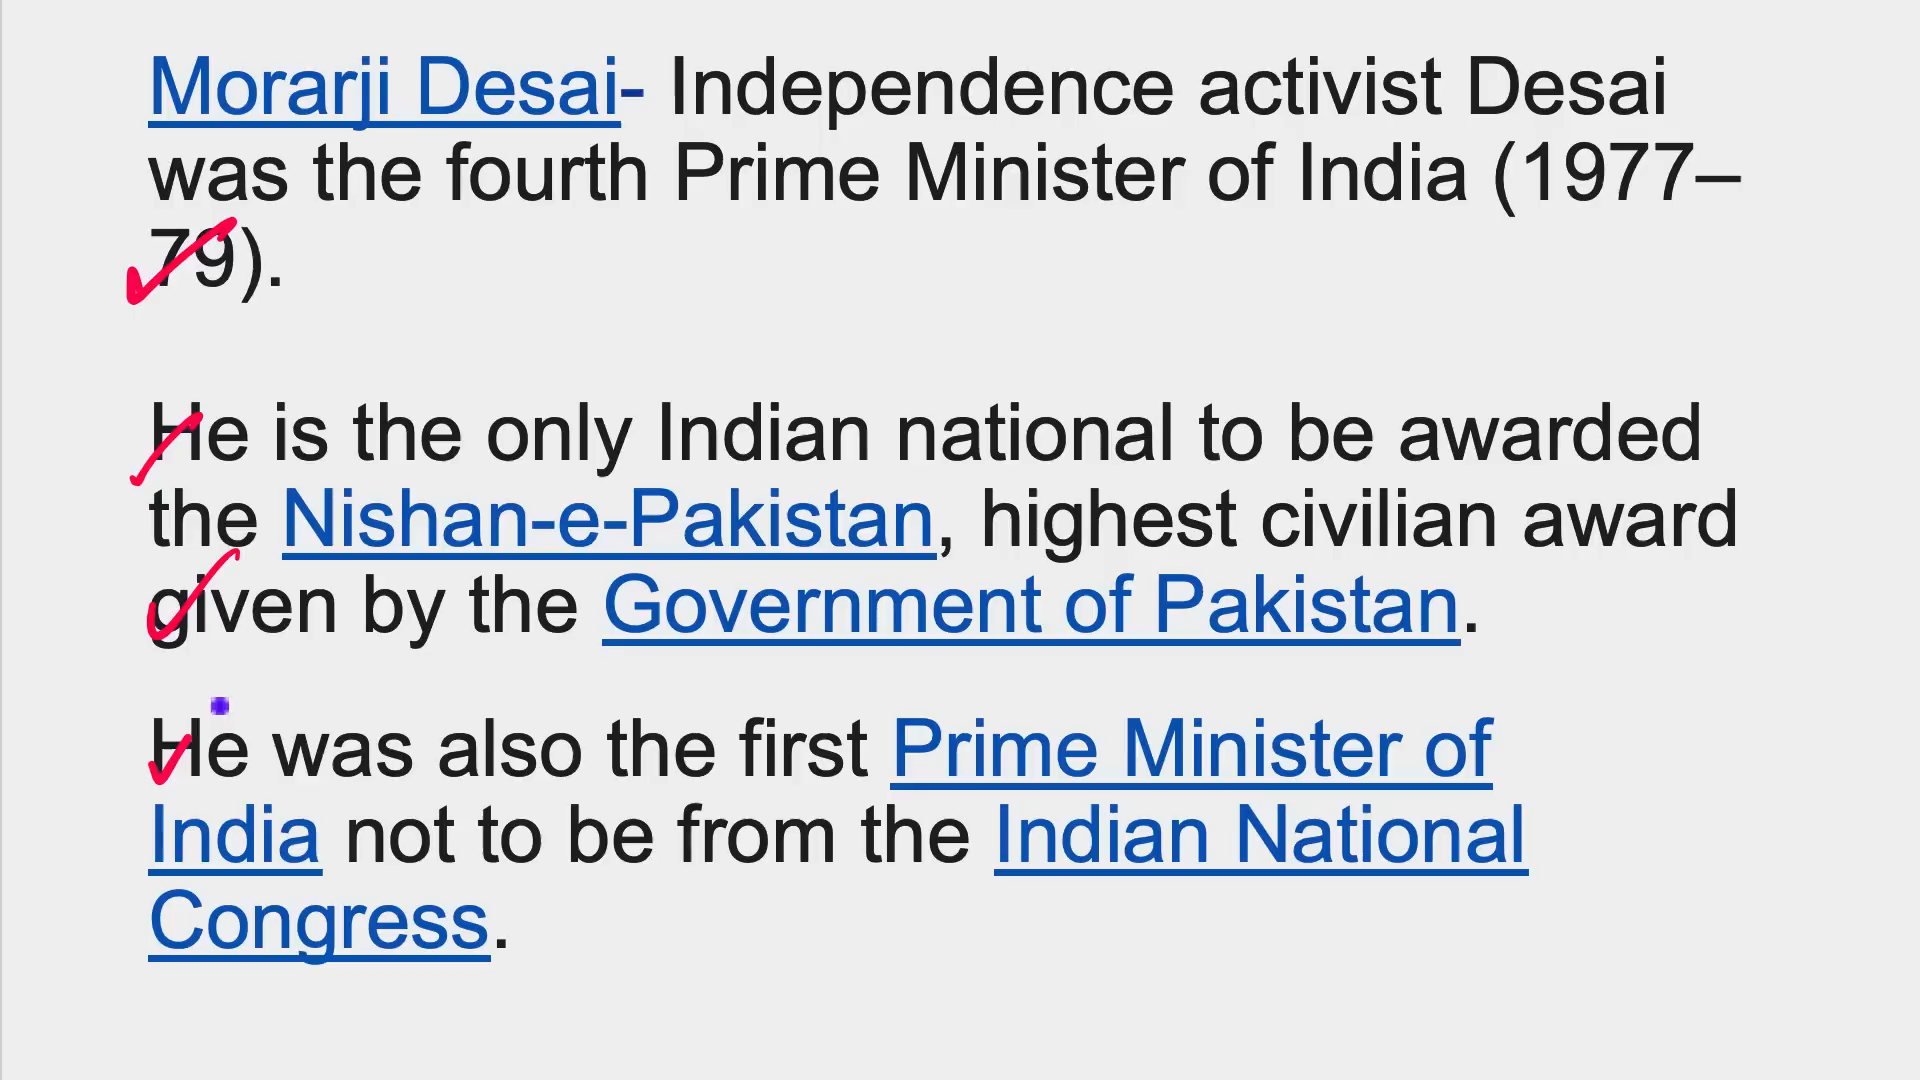 Morarji Desai- Independence activist Desai
was the fourth Prime Minister of India (1977–
79).
He is the only Indian national to be awarded
the Nishan-e-Pakistan, highest civilian award
given by the Government of Pakistan.
He was also the first Prime Minister of
India not to be from the Indian National
Congress.